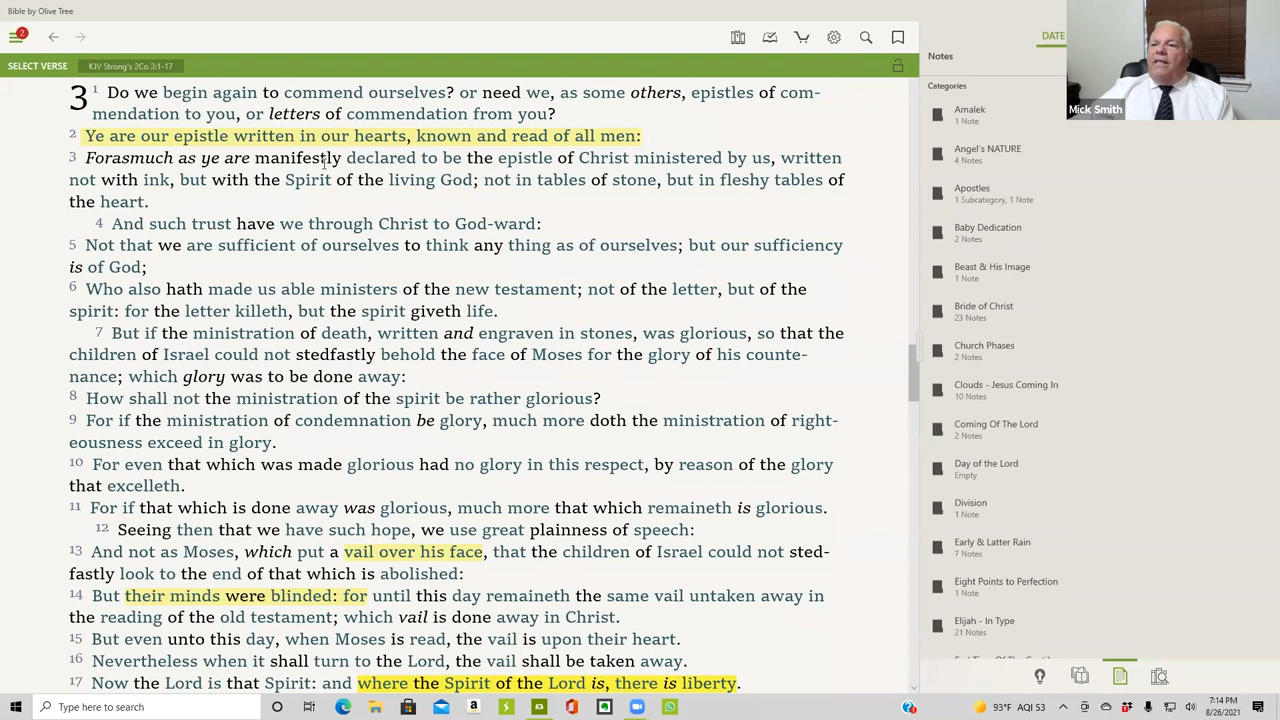 Bible by Olive Tree
2
DATE
SELECT VERSE KJV Strong's 2Co 3:1-17
3 1 Do we begin again to commend ourselves? or need we, as some others, epistles of com-
mendation to you, or letters of commendation from you?
2 Ye are our epistle written in our hearts, known and read of all men:
3 Forasmuch as ye are manifestly declared to be the epistle of Christ ministered by us, written
not with ink, but with the Spirit of the living God; not in tables of stone, but in fleshy tables of
the heart.
4 And such trust have we through Christ to God-ward:
5 Not that we are sufficient of ourselves to think any thing as of ourselves; but our sufficiency
is of God;
6 Who also hath made us able ministers of the new testament; not of the letter, but of the
spirit: for the letter killeth, but the spirit giveth life.
7 But if the ministration of death, written and engraven in stones, was glorious, so that the
children of Israel could not stedfastly behold the face of Moses for the glory of his counte-
nance; which glory was to be done away:
8 How shall not the ministration of the spirit be rather glorious?
9 For if the ministration of condemnation be glory, much more doth the ministration of right-
eousness exceed in glory.
10 For even that which was made glorious had no glory in this respect, by reason of the glory
that excelleth.
11 For if that which is done away was glorious, much more that which remaineth is glorious.
12 Seeing then that we have such hope, we use great plainness of speech:
13 And not as Moses, which put a vail over his face, that the children of Israel could not sted-
fastly look to the end of that which is abolished:
14 But their minds were blinded: for until this day remaineth the same vail untaken away in
the reading of the old testament; which vail is done away in Christ.
15 But even unto this day, when Moses is read, the vail is upon their heart.
16 Nevertheless when it shall turn to the Lord, the vail shall be taken away.
17 Now the Lord is that Spirit: and where the Spirit of the Lord is, there is liberty.
Notes
Categories
Mick Smith
Amalek
1 Note
Angel's NATURE
4 Notes
Apostles
1 Subcategory, 1 Note
Baby Dedication
2 Notes
Beast & His Image
1 Note
Bride of Christ
23 Notes
Church Phases
2 Notes
Clouds - Jesus Coming In
10 Notes
Coming Of The Lord
2 Notes
Day of the Lord
Empty
Division
1 Note
Early & Latter Rain
7 Notes
Eight Points to Perfection
1 Note
Elijah - In Type
21 Notes
Type here to search
93°F AQI 53
7:14 PM
8/26/2021